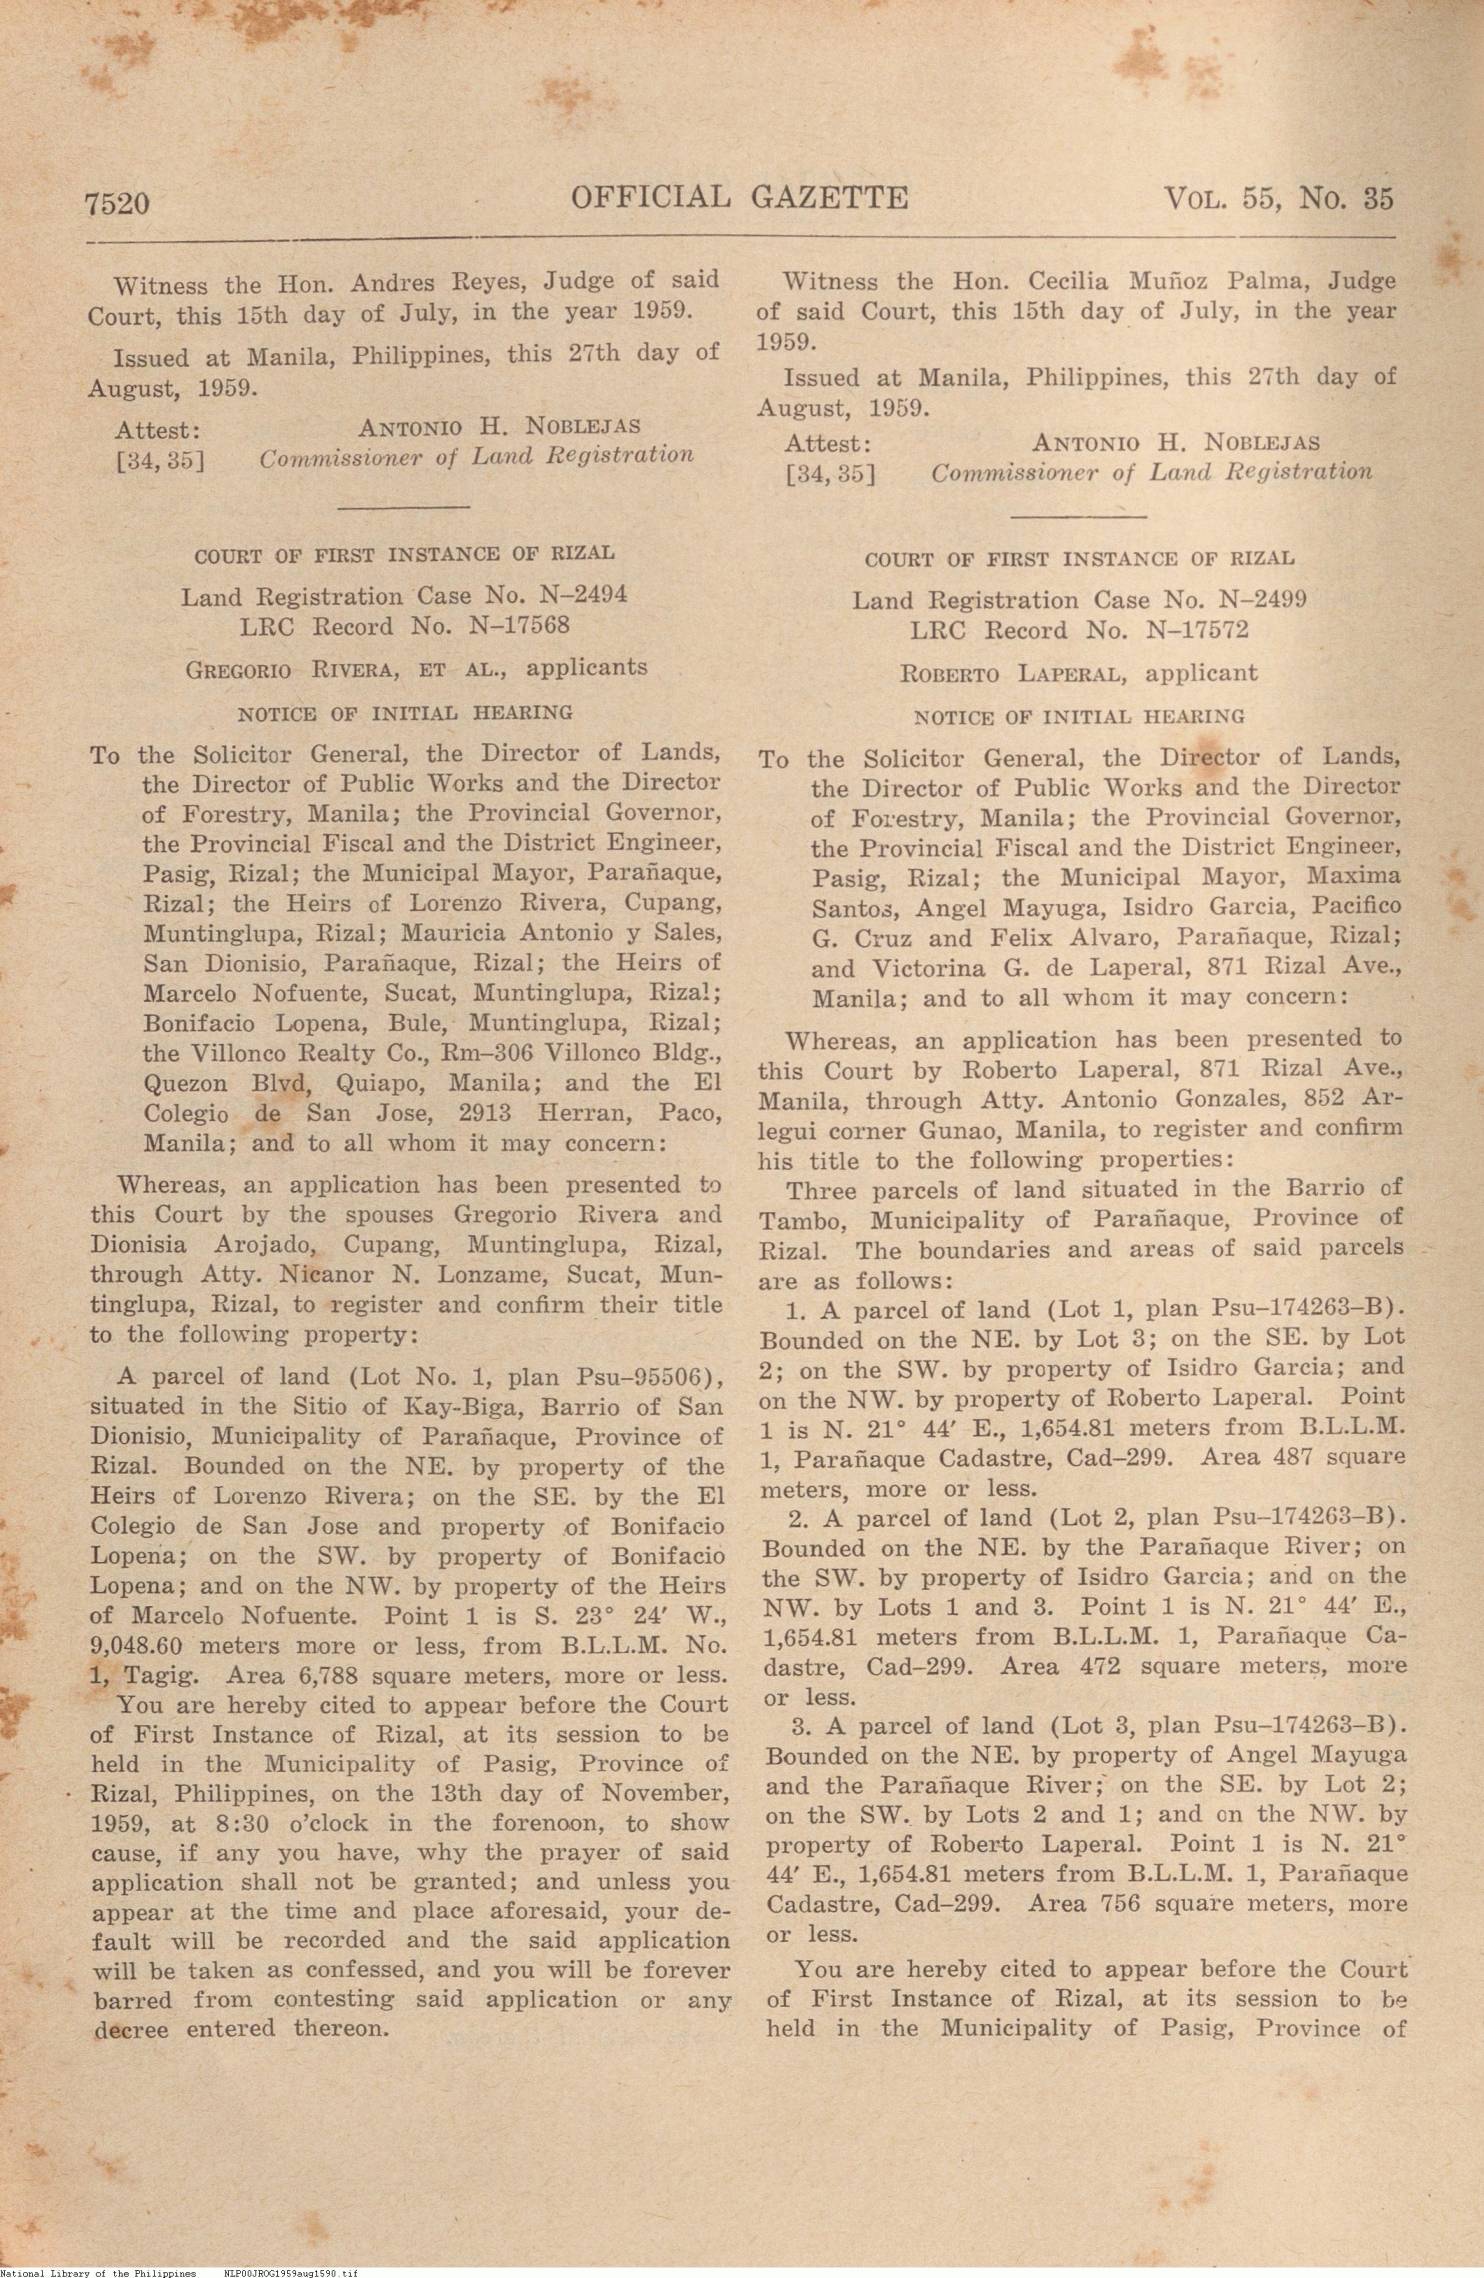 7520
OFFICIAL GAZETTE
VOL. 55, No. 35
Witness the Hon. Andres Reyes, Judge of said
Court, this 15th day of July, in the year 1959.
Issued at Manila, Philippines, this 27th day of
August, 1959.
Attest: ANTONIO H. NOBLEJAS
[34, 35] Commissioner of Land Registration
COURT OF FIRST INSTANCE OF RIZAL
Land Registration Case No. N–2494
LRC Record No. N–17568
GREGORIO RIVERA, ET AL., applicants
NOTICE OF INITIAL HEARING
To the Solicitor General, the Director of Lands,
the Director of Public Works and the Director
of Forestry, Manila; the Provincial Governor,
the Provincial Fiscal and the District Engineer,
Pasig, Rizal; the Municipal Mayor, Parañaque,
Rizal; the Heirs of Lorenzo Rivera, Cupang,
Muntinglupa, Rizal; Mauricia Antonio y Sales,
San Dionisio, Parañaque, Rizal; the Heirs of
Marcelo Nofuente, Sucat, Muntinglupa, Rizal;
Bonifacio Lopena, Bule, Muntinglupa, Rizal;
the Villonco Realty Co., Rm–306 Villonco Bldg.,
Quezon Blvd, Quiapo, Manila; and the El
Colegio de San Jose, 2913 Herran, Paco,
Manila; and to all whom it may concern:
Whereas, an application has been presented to
this Court by the spouses Gregorio Rivera and
Dionisia Arojado, Cupang, Muntinglupa, Rizal,
through Atty. Nicanor N. Lonzame, Sucat, Mun-
tinglupa, Rizal, to register and confirm their title
to the following property:
A parcel of land (Lot No. 1, plan Psu–95506),
situated in the Sitio of Kay-Biga, Barrio of San
Dionisio, Municipality of Parañaque, Province of
Rizal. Bounded on the NE. by property of the
Heirs of Lorenzo Rivera; on the SE. by the El
Colegio de San Jose and property of Bonifacio
Lopena; on the SW. by property of Bonifacio
Lopena; and on the NW. by property of the Heirs
of Marcelo Nofuente. Point 1 is S. 23° 24′ W.,
9,048.60 meters more or less, from B.L.L.M. No.
1, Tagig. Area 6,788 square meters, more or less.
You are hereby cited to appear before the Court
of First Instance of Rizal, at its session to be
held in the Municipality of Pasig, Province of
Rizal, Philippines, on the 13th day of November,
1959, at 8:30 o'clock in the forenoon, to show
cause, if any you have, why the prayer of said
application shall not be granted; and unless you
appear at the time and place aforesaid, your de-
fault will be recorded and the said application
will be taken as confessed, and you will be forever
barred from contesting said application or any
decree entered thereon.
Witness the Hon. Cecilia Muñoz Palma, Judge
of said Court, this 15th day of July, in the year
1959.
Issued at Manila, Philippines, this 27th day of
August, 1959.
Attest: ANTONIO H. NOBLEJAS
[34, 35] Commissioner of Land Registration
COURT OF FIRST INSTANCE OF RIZAL
Land Registration Case No. N–2499
LRC Record No. N–17572
ROBERTO LAPERAL, applicant
NOTICE OF INITIAL HEARING
To the Solicitor General, the Director of Lands,
the Director of Public Works and the Director
of Forestry, Manila; the Provincial Governor,
the Provincial Fiscal and the District Engineer,
Pasig, Rizal; the Municipal Mayor, Maxima
Santos, Angel Mayuga, Isidro Garcia, Pacifico
G. Cruz and Felix Alvaro, Parañaque, Rizal;
and Victorina G. de Laperal, 871 Rizal Ave.,
Manila; and to all whom it may concern:
Whereas, an application has been presented to
this Court by Roberto Laperal, 871 Rizal Ave.,
Manila, through Atty. Antonio Gonzales, 852 Ar-
legui corner Gunao, Manila, to register and confirm
his title to the following properties:
Three parcels of land situated in the Barrio of
Tambo, Municipality of Parañaque, Province of
Rizal. The boundaries and areas of said parcels
are as follows:
1. A parcel of land (Lot 1, plan Psu–174263–B).
Bounded on the NE. by Lot 3; on the SE. by Lot
2; on the SW. by property of Isidro Garcia; and
on the NW. by property of Roberto Laperal. Point
1 is N. 21° 44′ E., 1,654.81 meters from B.L.L.M.
1, Parañaque Cadastre, Cad–299. Area 487 square
meters, more or less.
2. A parcel of land (Lot 2, plan Psu–174263–B).
Bounded on the NE. by the Parañaque River; on
the SW. by property of Isidro Garcia; and on the
NW. by Lots 1 and 3. Point 1 is N. 21° 44′ E.,
1,654.81 meters from B.L.L.M. 1, Parañaque Ca-
dastre, Cad–299. Area 472 square meters, more
or less.
3. A parcel of land (Lot 3, plan Psu–174263–B).
Bounded on the NE. by property of Angel Mayuga
and the Parañaque River; on the SE. by Lot 2;
on the SW. by Lots 2 and 1; and on the NW. by
property of Roberto Laperal. Point 1 is N. 21°
44′ E., 1,654.81 meters from B.L.L.M. 1, Parañaque
Cadastre, Cad–299. Area 756 square meters, more
or less.
You are hereby cited to appear before the Court
of First Instance of Rizal, at its session to be
held in the Municipality of Pasig, Province of
National Library of the Philippines NLP00JROG1959aug1590.tif